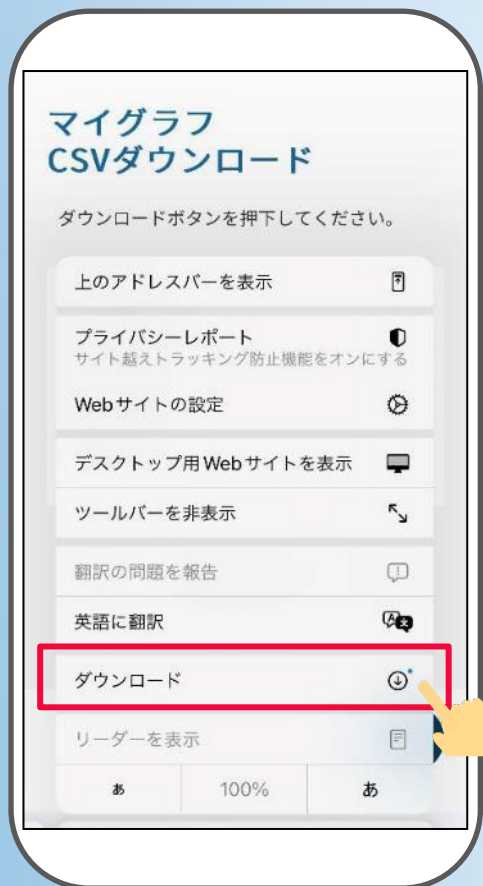 マイグラフ
CSVダウンロード
ダウンロードボタンを押下してください。
上のアドレスバーを表示
プライバシーレポート
サイト越えトラッキング防止機能をオンにする
Webサイトの設定
デスクトップ用Webサイトを表示
ツールバーを非表示
翻訳の問題を報告
英語に翻訳
ダウンロード
リーダーを表示
ぁ 100% あ